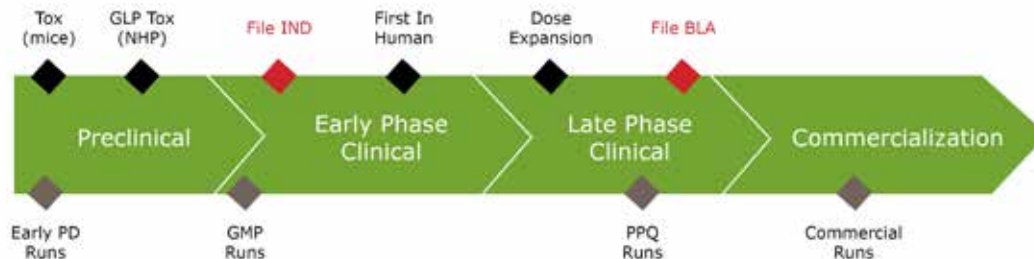 Tox
(mice)
GLP Tox
(NHP)
File IND
First In
Human
Dose
Expansion
File BLA
Preclinical
Early Phase
Clinical
Late Phase
Clinical
Commercialization
Early PD
Runs
GMP
Runs
PPQ
Runs
Commercial
Runs